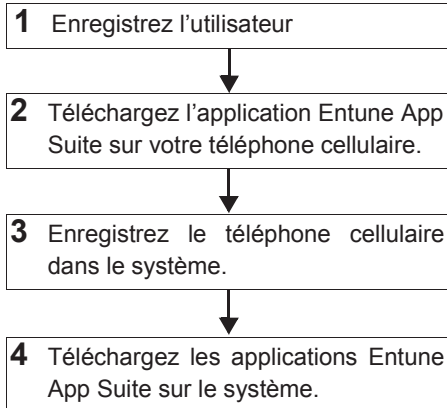 1 Enregistrez l'utilisateur
2 Téléchargez l'application Entune App
Suite sur votre téléphone cellulaire.
3 Enregistrez le téléphone cellulaire
dans le système.
4 Téléchargez les applications Entune
App Suite sur le système.